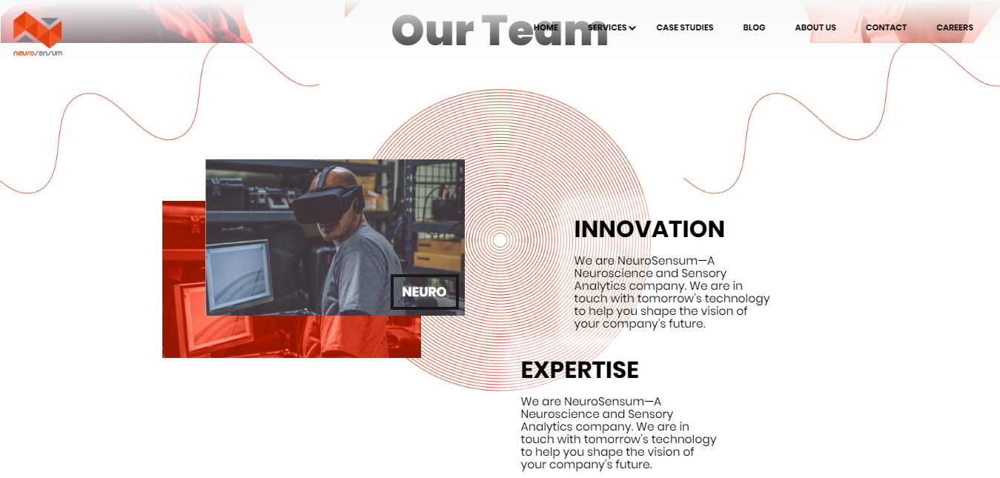 neurosensum
Our Team
HOME
SERVICES
CASE STUDIES
BLOG
ABOUT US
CONTACT
CAREERS
NEURO
INNOVATION
We are NeuroSensum—A
Neuroscience and Sensory
Analytics company. We are in
touch with tomorrow's technology
to help you shape the vision of
your company's future.
EXPERTISE
We are NeuroSensum—A
Neuroscience and Sensory
Analytics company. We are in
touch with tomorrow's technology
to help you shape the vision of
your company's future.